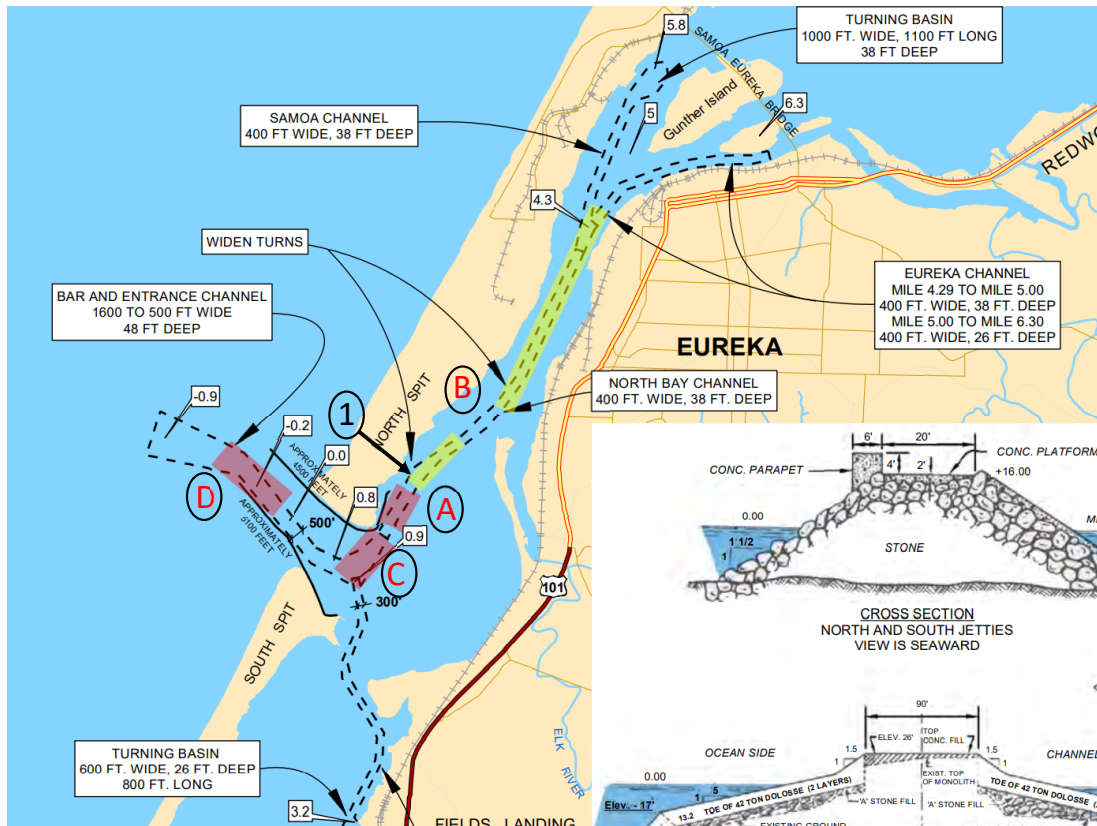 TURNING BASIN
1000 FT. WIDE, 1100 FT LONG
38 FT DEEP
5.8
SAMOA EUREKA BRIDGE
Gunther Island
6.3
5
SAMOA CHANNEL
400 FT WIDE, 38 FT DEEP
4.3
WIDEN TURNS
BAR AND ENTRANCE CHANNEL
1600 TO 500 FT WIDE
48 FT DEEP
EUREKA CHANNEL
MILE 4.29 TO MILE 5.00
400 FT. WIDE, 38 FT. DEEP
MILE 5.00 TO MILE 6.30
400 FT. WIDE, 26 FT. DEEP
EUREKA
NORTH BAY CHANNEL
400 FT. WIDE, 38 FT. DEEP
B
1
NORTH SPIT
-0.9
-0.2
0.0
APPROXIMATELY
4500 FEET
0.8
A
D
APPROXIMATELY
5100 FEET
500'
0.9
C
300'
101
SOUTH SPIT
ELK
RIVER
TURNING BASIN
600 FT. WIDE, 26 FT. DEEP
800 FT. LONG
3.2
FIELDS LANDING
6'
20'
CONC. PARAPET
4'
2'
CONC. PLATFORM
+16.00
0.00
1 1/2
1
STONE
CROSS SECTION
NORTH AND SOUTH JETTIES
VIEW IS SEAWARD
90'
ELEV. 26'
TOP
CONC. FILL
1.5
1
1.5
1
OCEAN SIDE
EXIST. TOP
OF MONOLITH
0.00
5
1
Elev. - 17'
13.2
TOE OF 42 TON DOLOSSE (2 LAYERS)
'A' STONE FILL
'A' STONE FILL
TOE OF 42 TON DOLOSSE